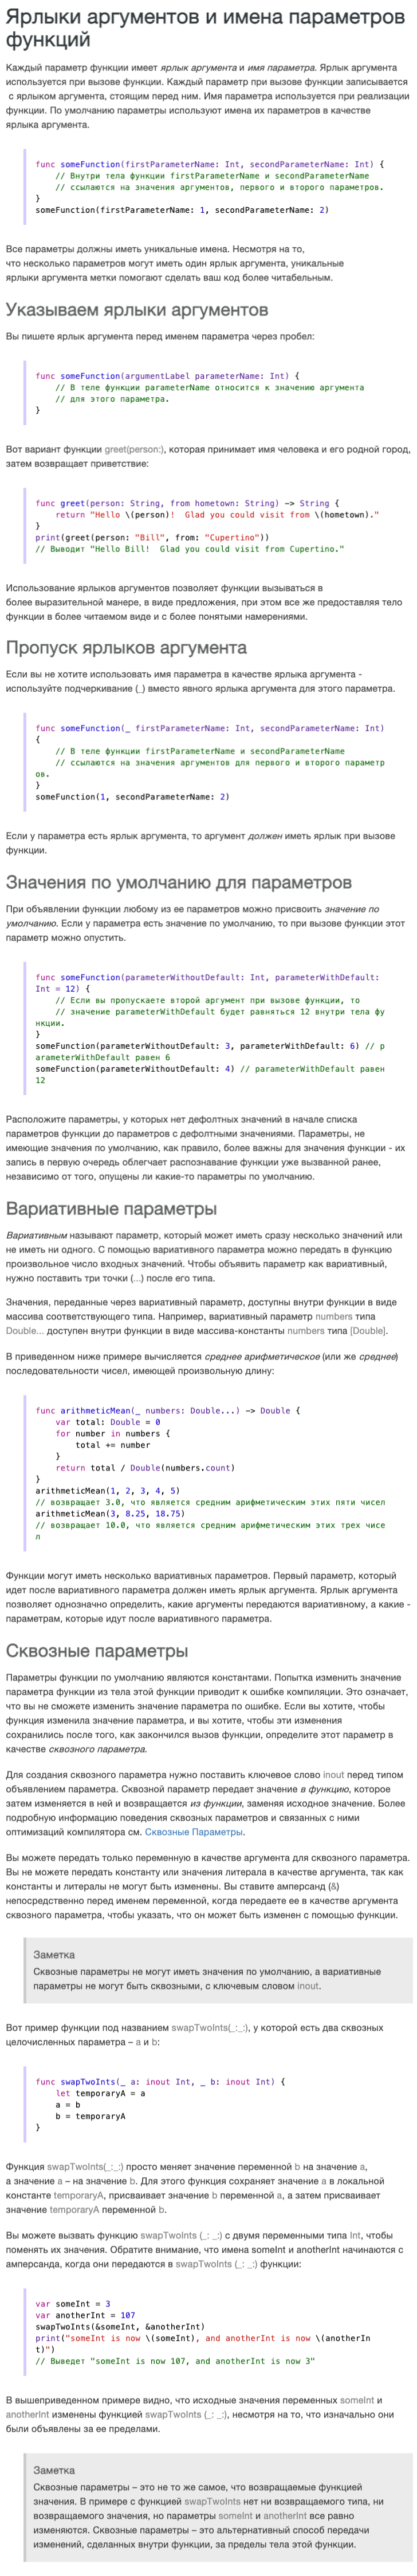 Ярлыки аргументов и имена параметров
функций
Каждый параметр функции имеет ярлык аргумента и имя параметра. Ярлык аргумента
используется при вызове функции. Каждый параметр при вызове функции записывается
с ярлыком аргумента, стоящим перед ним. Имя параметра используется при реализации
функции. По умолчанию параметры используют имена их параметров в качестве
ярлыка аргумента.
func someFunction(firstParameterName: Int, secondParameterName: Int) {
// Внутри тела функции firstParameterName и secondParameterName
// ссылаются на значения аргументов, первого и второго параметров.
}
someFunction(firstParameterName: 1, secondParameterName: 2)
Все параметры должны иметь уникальные имена. Несмотря на то,
что несколько параметров могут иметь один ярлык аргумента, уникальные
ярлыки аргумента метки помогают сделать ваш код более читабельным.
Указываем ярлыки аргументов
Вы пишете ярлык аргумента перед именем параметра через пробел:
func someFunction(argumentLabel parameterName: Int) {
// В теле функции parameterName относится к значению аргумента
// для этого параметра.
}
Вот вариант функции greet(person:), которая принимает имя человека и его родной город,
затем возвращает приветствие:
func greet(person: String, from hometown: String) -> String {
return "Hello \(person)!  Glad you could visit from \(hometown)."
}
print(greet(person: "Bill", from: "Cupertino"))
// Выводит "Hello Bill!  Glad you could visit from Cupertino."
Использование ярлыков аргументов позволяет функции вызываться в
более выразительной манере, в виде предложения, при этом все же предоставляя тело
функции в более читаемом виде и с более понятыми намерениями.
Пропуск ярлыков аргумента
Если вы не хотите использовать имя параметра в качестве ярлыка аргумента -
используйте подчеркивание (_) вместо явного ярлыка аргумента для этого параметра.
func someFunction(_ firstParameterName: Int, secondParameterName: Int)
{
// В теле функции firstParameterName и secondParameterName
// ссылаются на значения аргументов для первого и второго параметр
ов.
}
someFunction(1, secondParameterName: 2)
Если у параметра есть ярлык аргумента, то аргумент должен иметь ярлык при вызове
функции.
Значения по умолчанию для параметров
При объявлении функции любому из ее параметров можно присвоить значение по
умолчанию. Если у параметра есть значение по умолчанию, то при вызове функции этот
параметр можно опустить.
func someFunction(parameterWithoutDefault: Int, parameterWithDefault:
Int = 12) {
// Если вы пропускаете второй аргумент при вызове функции, то
// значение parameterWithDefault будет равняться 12 внутри тела фу
нкции.
}
someFunction(parameterWithoutDefault: 3, parameterWithDefault: 6) // p
arameterWithDefault равен 6
someFunction(parameterWithoutDefault: 4) // parameterWithDefault равен
12
Расположите параметры, у которых нет дефолтных значений в начале списка
параметров функции до параметров с дефолтными значениями. Параметры, не
имеющие значения по умолчанию, как правило, более важны для значения функции - их
запись в первую очередь облегчает распознавание функции уже вызванной ранее,
независимо от того, опущены ли какие-то параметры по умолчанию.
Вариативные параметры
Вариативным называют параметр, который может иметь сразу несколько значений или
не иметь ни одного. С помощью вариативного параметра можно передать в функцию
произвольное число входных значений. Чтобы объявить параметр как вариативный,
нужно поставить три точки (...) после его типа.
Значения, переданные через вариативный параметр, доступны внутри функции в виде
массива соответствующего типа. Например, вариативный параметр numbers типа
Double... доступен внутри функции в виде массива-константы numbers типа [Double].
В приведенном ниже примере вычисляется среднее арифметическое (или же среднее)
последовательности чисел, имеющей произвольную длину:
func arithmeticMean(_ numbers: Double...) -> Double {
var total: Double = 0
for number in numbers {
total += number
}
return total / Double(numbers.count)
}
arithmeticMean(1, 2, 3, 4, 5)
// возвращает 3.0, что является средним арифметическим этих пяти чисел
arithmeticMean(3, 8.25, 18.75)
// возвращает 10.0, что является средним арифметическим этих трех чисе
л
Функции могут иметь несколько вариативных параметров. Первый параметр, который
идет после вариативного параметра должен иметь ярлык аргумента. Ярлык аргумента
позволяет однозначно определить, какие аргументы передаются вариативному, а какие -
параметрам, которые идут после вариативного параметра.
Сквозные параметры
Параметры функции по умолчанию являются константами. Попытка изменить значение
параметра функции из тела этой функции приводит к ошибке компиляции. Это означает,
что вы не сможете изменить значение параметра по ошибке. Если вы хотите, чтобы
функция изменила значение параметра, и вы хотите, чтобы эти изменения
сохранились после того, как закончился вызов функции, определите этот параметр в
качестве сквозного параметра.
Для создания сквозного параметра нужно поставить ключевое слово inout перед типом
объявлением параметра. Сквозной параметр передает значение в функцию, которое
затем изменяется в ней и возвращается из функции, заменяя исходное значение. Более
подробную информацию поведения сквозных параметров и связанных с ними
оптимизаций компилятора см. Сквозные Параметры.
Вы можете передать только переменную в качестве аргумента для сквозного параметра.
Вы не можете передать константу или значения литерала в качестве аргумента, так как
константы и литералы не могут быть изменены. Вы ставите амперсанд (&)
непосредственно перед именем переменной, когда передаете ее в качестве аргумента
сквозного параметра, чтобы указать, что он может быть изменен с помощью функции.
Заметка
Сквозные параметры не могут иметь значения по умолчанию, а вариативные
параметры не могут быть сквозными, с ключевым словом inout.
Вот пример функции под названием swapTwoInts(_:_:), у которой есть два сквозных
целочисленных параметра – a и b:
func swapTwoInts(_ a: inout Int, _ b: inout Int) {
let temporaryA = a
a = b
b = temporaryA
}
Функция swapTwoInts(_:_:) просто меняет значение переменной b на значение a,
а значение a – на значение b. Для этого функция сохраняет значение a в локальной
константе temporaryA, присваивает значение b переменной a, а затем присваивает
значение temporaryA переменной b.
Вы можете вызвать функцию swapTwoInts (_: _:) с двумя переменными типа Int, чтобы
поменять их значения. Обратите внимание, что имена someInt и anotherInt начинаются с
амперсанда, когда они передаются в swapTwoInts (_: _:) функции:
var someInt = 3
var anotherInt = 107
swapTwoInts(&someInt, &anotherInt)
print("someInt is now \(someInt), and anotherInt is now \(anotherIn
t)")
// Выведет "someInt is now 107, and anotherInt is now 3"
В вышеприведенном примере видно, что исходные значения переменных someInt и
anotherInt изменены функцией swapTwoInts (_: _:), несмотря на то, что изначально они
были объявлены за ее пределами.
Заметка
Сквозные параметры – это не то же самое, что возвращаемые функцией
значения. В примере с функцией swapTwoInts нет ни возвращаемого типа, ни
возвращаемого значения, но параметры someInt и anotherInt все равно
изменяются. Сквозные параметры – это альтернативный способ передачи
изменений, сделанных внутри функции, за пределы тела этой функции.